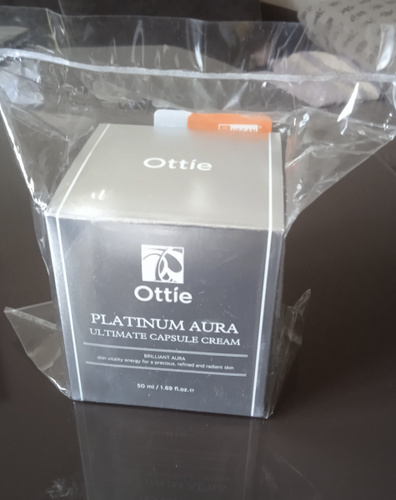 Ottie
Ottie
PLATINUM AURA
ULTIMATE CAPSULE CREAM
BRILLIANT AURA
skin vitality energy for a precious, refined and radiant skin
50 ml / 1.69 fl.oz.℮